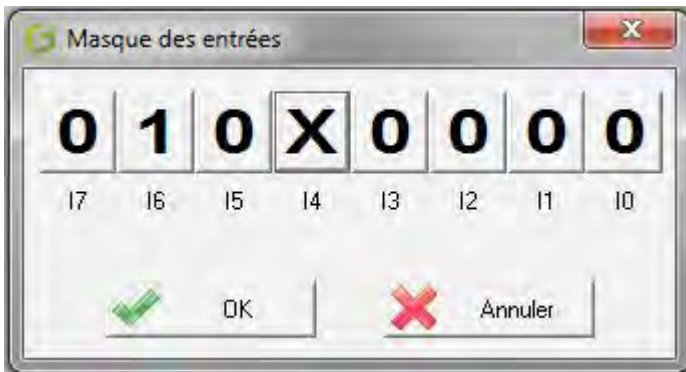 Masque des entrées
0 1 0 X 0 0 0 0
I7 I6 I5 I4 I3 I2 I1 I0
OK Annuler